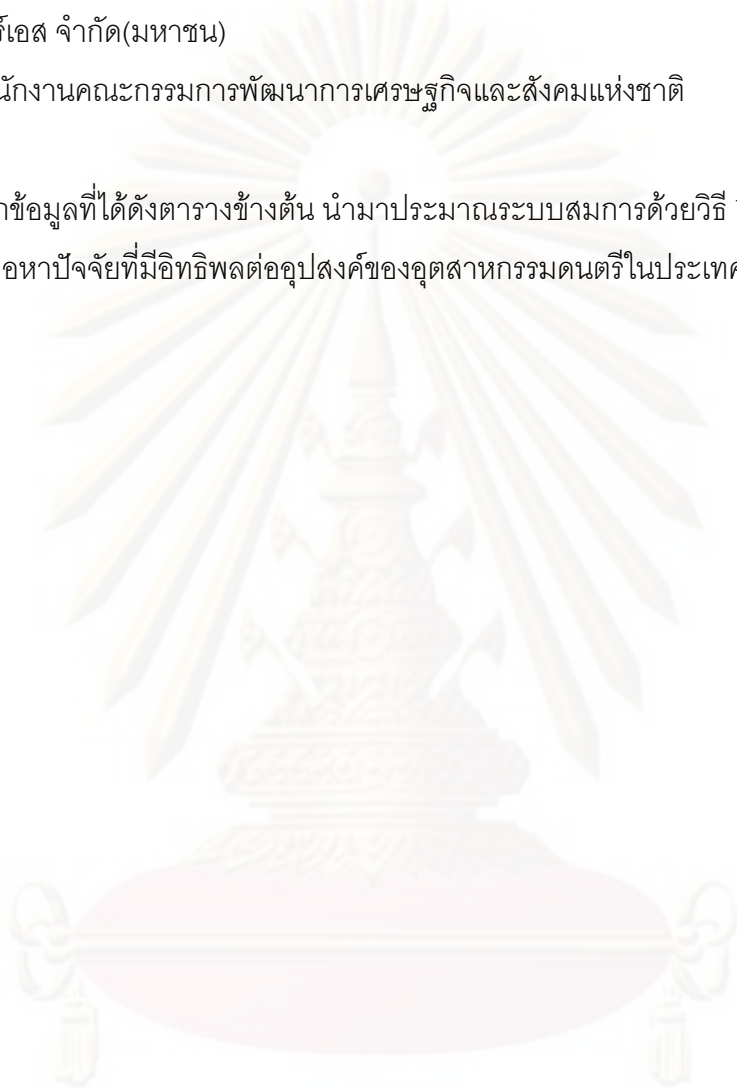 ร์เอส จำกัด(มหาชน)
นักงานคณะกรรมการพัฒนาการเศรษฐกิจและสังคมแห่งชาติ
ข้อมูลที่ได้ดังตารางข้างต้น นำมาประมาณระบบสมการด้วยวิธี
อหาปัจจัยที่มีอิทธิพลต่ออุปสงค์ของอุตสาหกรรมดนตรีในประเทศ